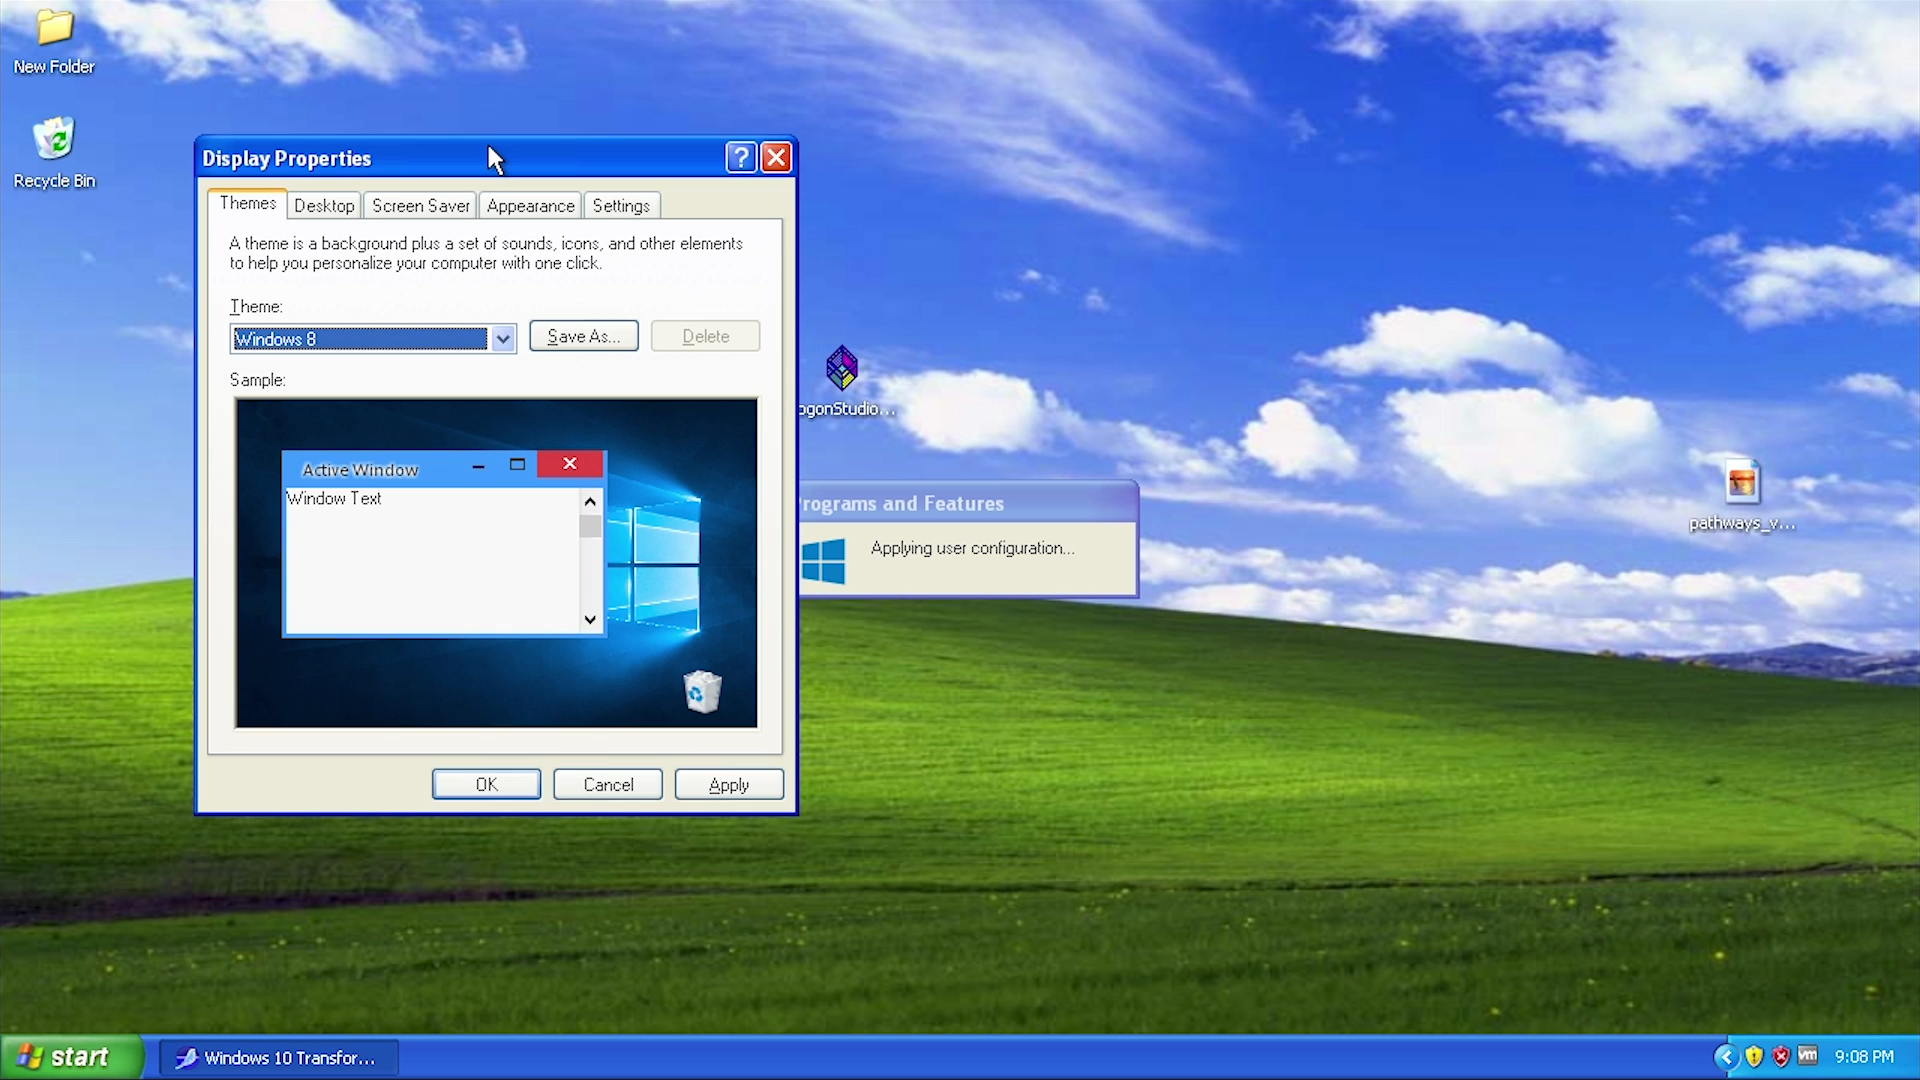 New Folder
Recycle Bin
Display Properties
?
Themes
Desktop
Screen Saver
Appearance
Settings
A theme is a background plus a set of sounds, icons, and other elements
to help you personalize your computer with one click.
Theme:
Windows 8
Save As...
Delete
Sample:
Active Window
Window Text
OK
Cancel
Apply
ogonStudio...
rograms and Features
Applying user configuration...
pathways_v...
start
Windows 10 Transfor...
vm
9:08 PM